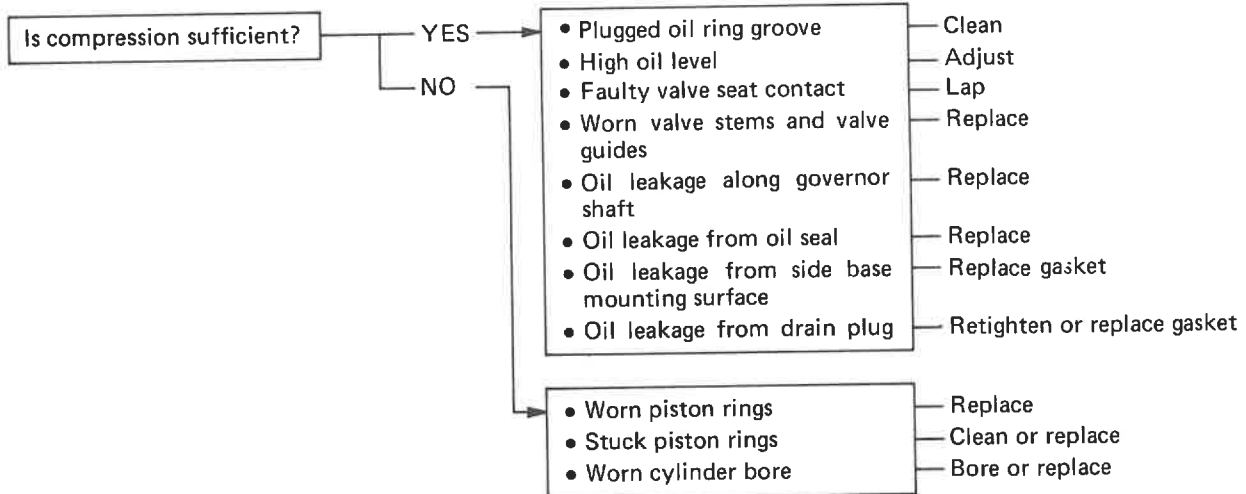 Is compression sufficient?
YES
NO
• Plugged oil ring groove
Clean
• High oil level
Adjust
• Faulty valve seat contact
Lap
• Worn valve stems and valve
guides
Replace
• Oil leakage along governor
shaft
Replace
• Oil leakage from oil seal
Replace
• Oil leakage from side base
mounting surface
Replace gasket
• Oil leakage from drain plug
Retighten or replace gasket
• Worn piston rings
Replace
• Stuck piston rings
Clean or replace
• Worn cylinder bore
Bore or replace